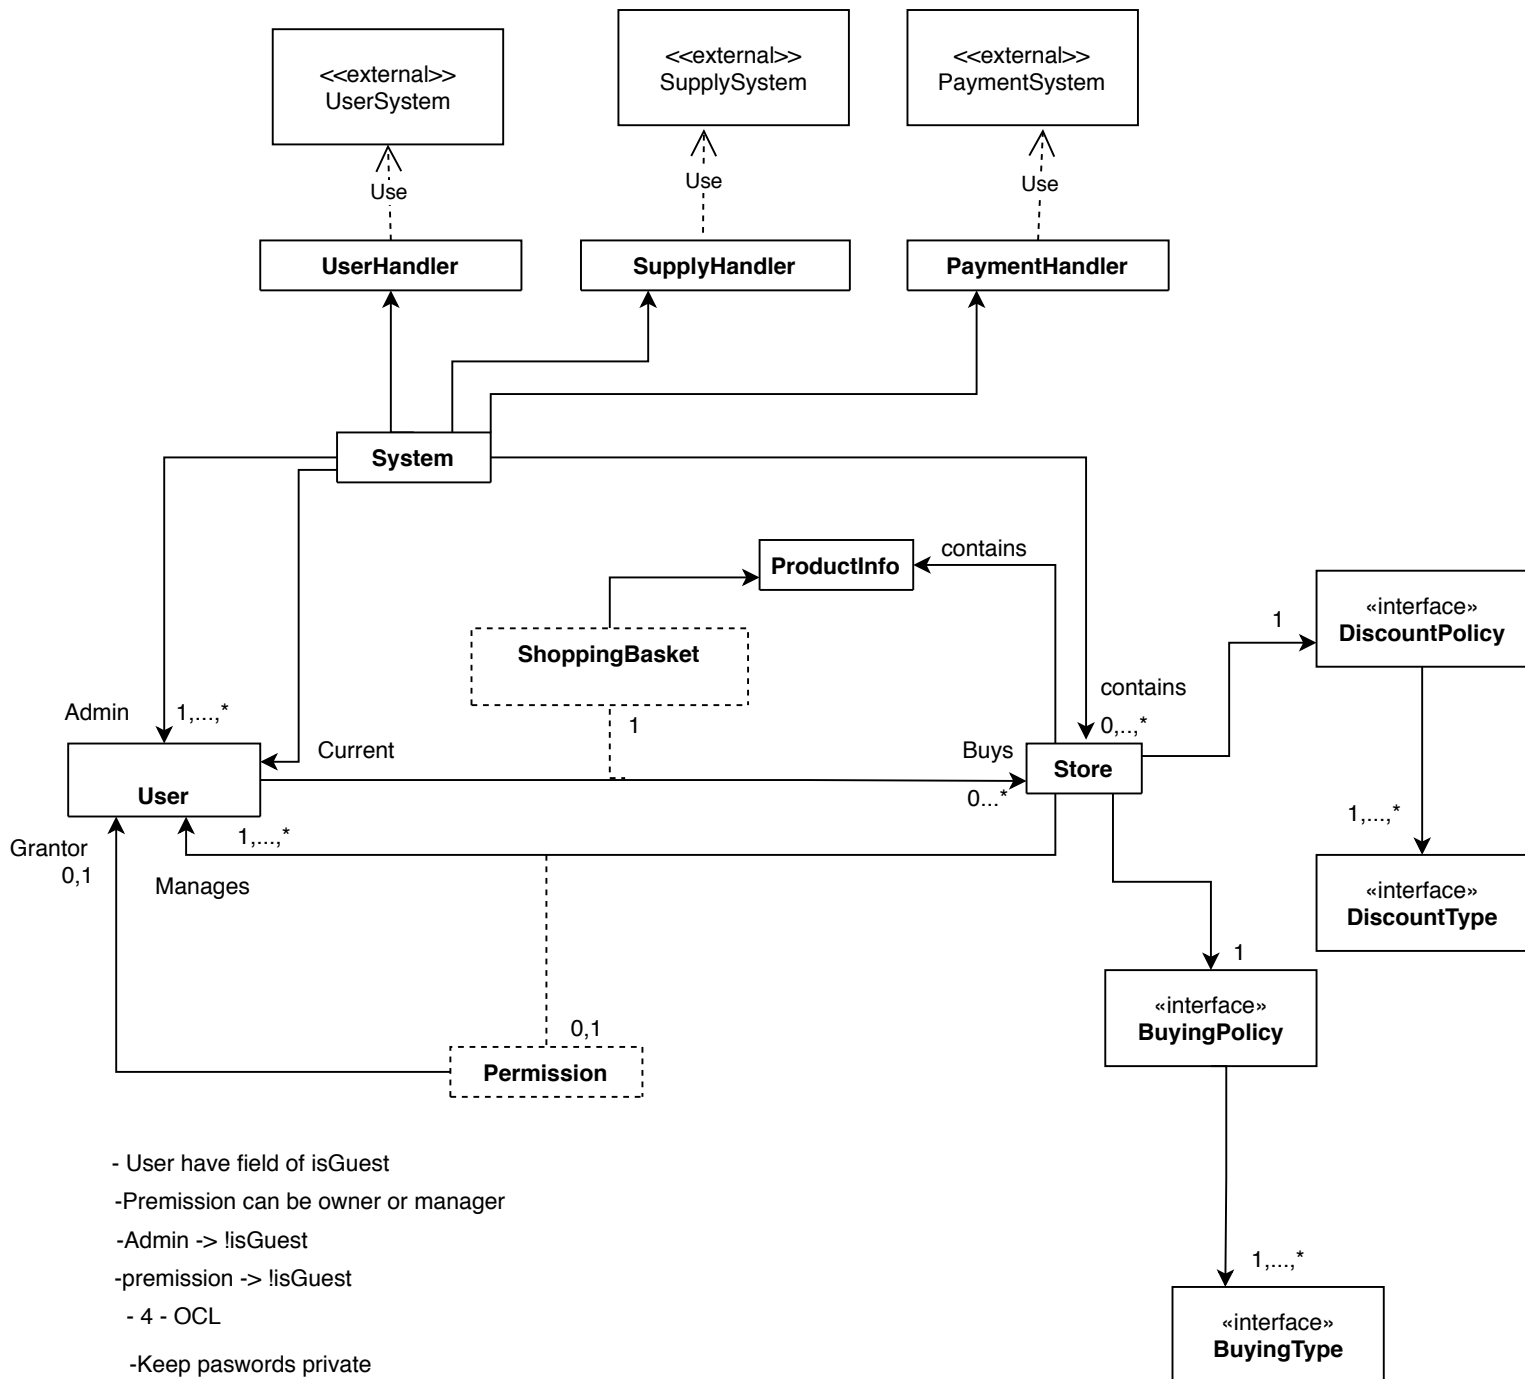 <<external>>
UserSystem
<<external>>
SupplySystem
<<external>>
PaymentSystem
Use
Use
Use
UserHandler
SupplyHandler
PaymentHandler
System
ProductInfo
contains
ShoppingBasket
1
«interface»
DiscountPolicy
1
contains
0,..,*
Admin
1,...,*
Current
Buys
0...*
User
Store
Grantor
0,1
1,...,*
Manages
1,...,*
«interface»
DiscountType
1
«interface»
BuyingPolicy
0,1
Permission
- User have field of isGuest
-Premission can be owner or manager
-Admin -> !isGuest
-premission -> !isGuest
- 4 - OCL
-Keep paswords private
1,...,*
«interface»
BuyingType